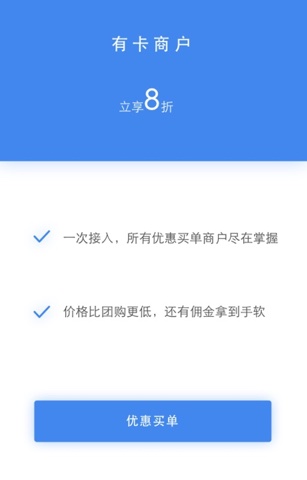 有卡商户
立享8折
一次接入，所有优惠买单商户尽在掌握
价格比团购更低，还有佣金拿到手软
优惠买单